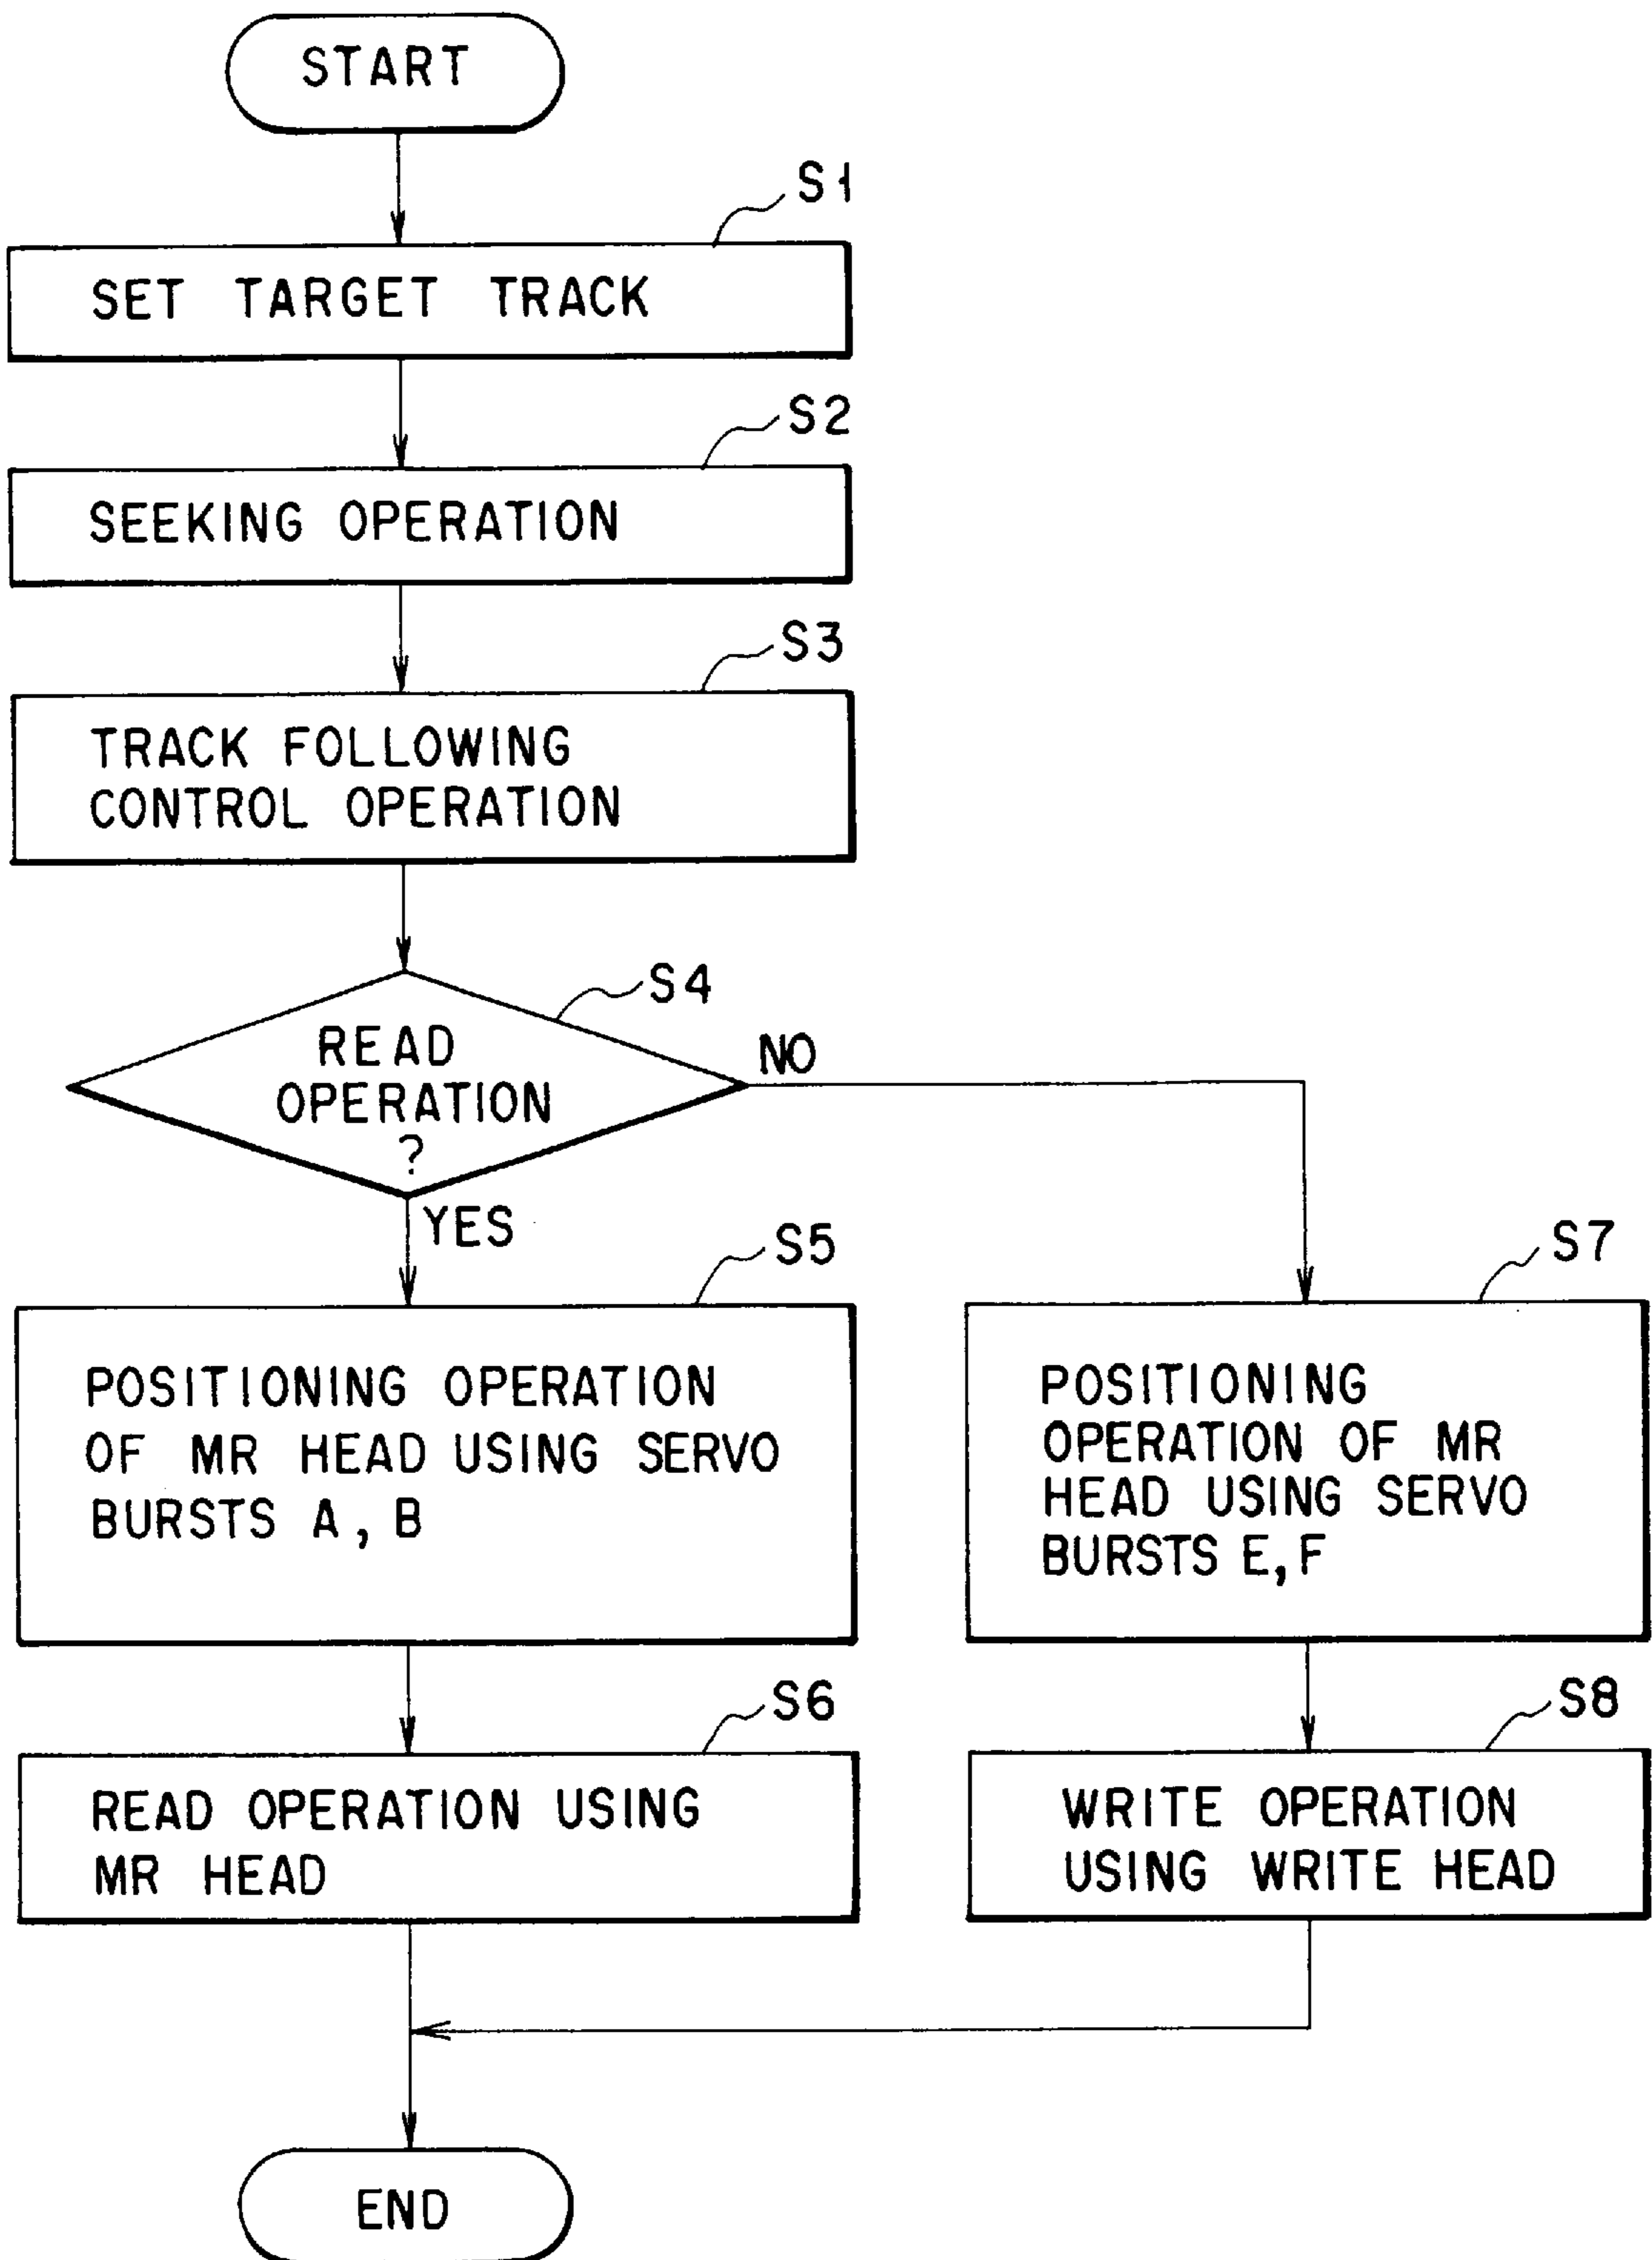 START
S1
SET TARGET TRACK
S2
SEEKING OPERATION
S3
TRACK FOLLOWING
CONTROL OPERATION
S4
READ
OPERATION
?
NO
YES
S5
POSITIONING OPERATION
OF MR HEAD USING SERVO
BURSTS A, B
S7
POSITIONING
OPERATION OF MR
HEAD USING SERVO
BURSTS E, F
S6
READ OPERATION USING
MR HEAD
S8
WRITE OPERATION
USING WRITE HEAD
END